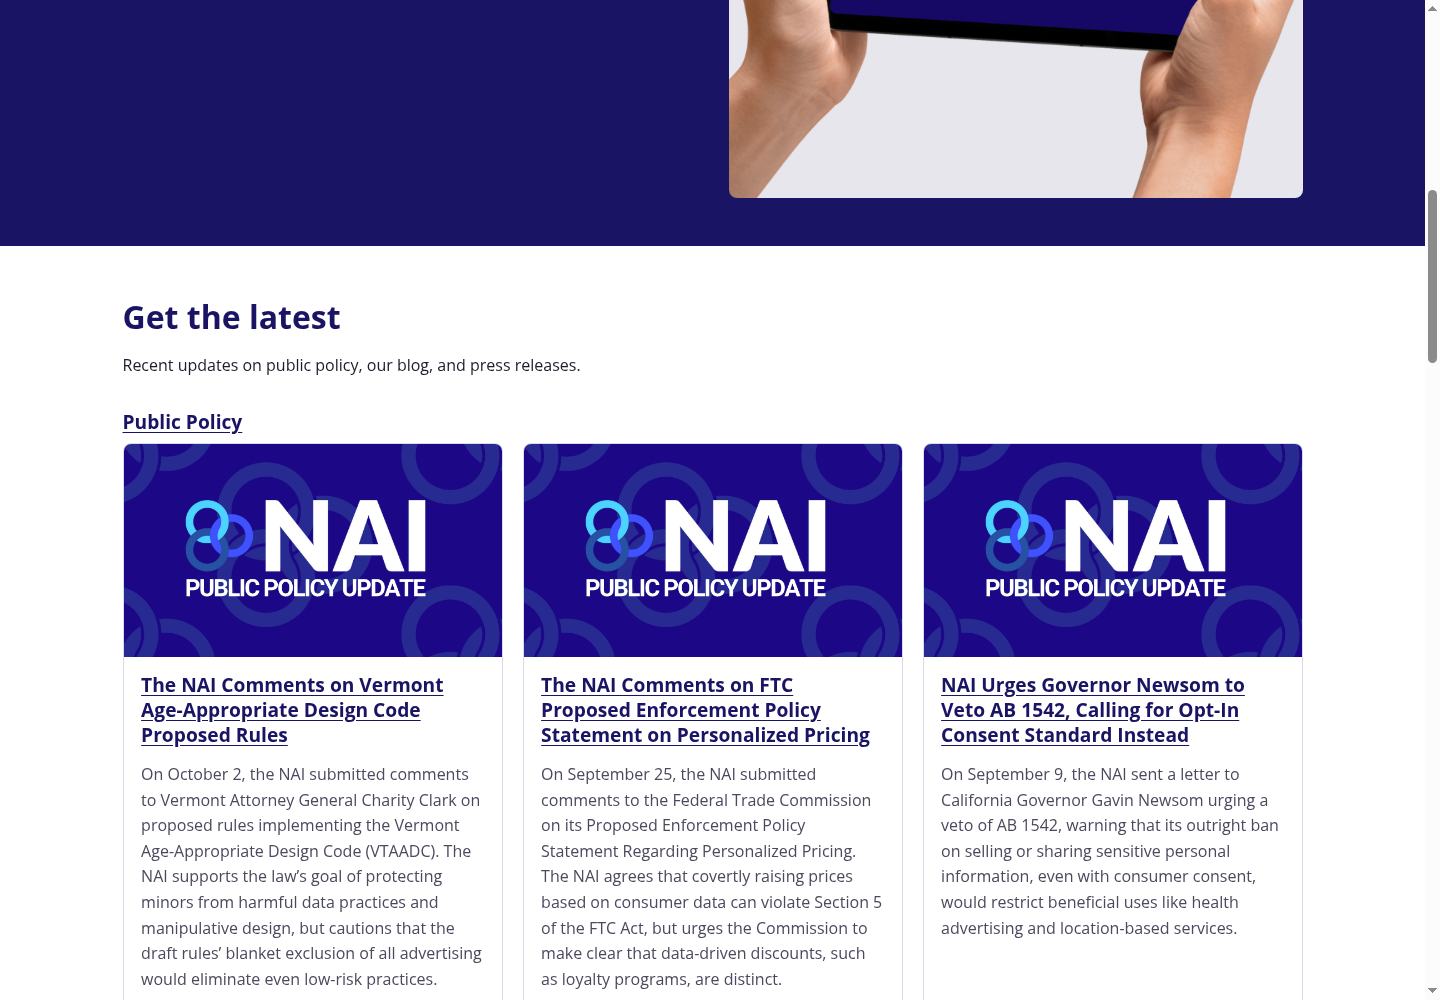 Get the latest
Recent updates on public policy, our blog, and press releases.
Public Policy
NAI
PUBLIC POLICY UPDATE
The NAI Comments on Vermont
Age-Appropriate Design Code
Proposed Rules
On October 2, the NAI submitted comments
to Vermont Attorney General Charity Clark on
proposed rules implementing the Vermont
Age-Appropriate Design Code (VTAADC). The
NAI supports the law’s goal of protecting
minors from harmful data practices and
manipulative design, but cautions that the
draft rules’ blanket exclusion of all advertising
would eliminate even low-risk practices.
NAI
PUBLIC POLICY UPDATE
The NAI Comments on FTC
Proposed Enforcement Policy
Statement on Personalized Pricing
On September 25, the NAI submitted
comments to the Federal Trade Commission
on its Proposed Enforcement Policy
Statement Regarding Personalized Pricing.
The NAI agrees that covertly raising prices
based on consumer data can violate Section 5
of the FTC Act, but urges the Commission to
make clear that data-driven discounts, such
as loyalty programs, are distinct.
NAI
PUBLIC POLICY UPDATE
NAI Urges Governor Newsom to
Veto AB 1542, Calling for Opt-In
Consent Standard Instead
On September 9, the NAI sent a letter to
California Governor Gavin Newsom urging a
veto of AB 1542, warning that its outright ban
on selling or sharing sensitive personal
information, even with consumer consent,
would restrict beneficial uses like health
advertising and location-based services.